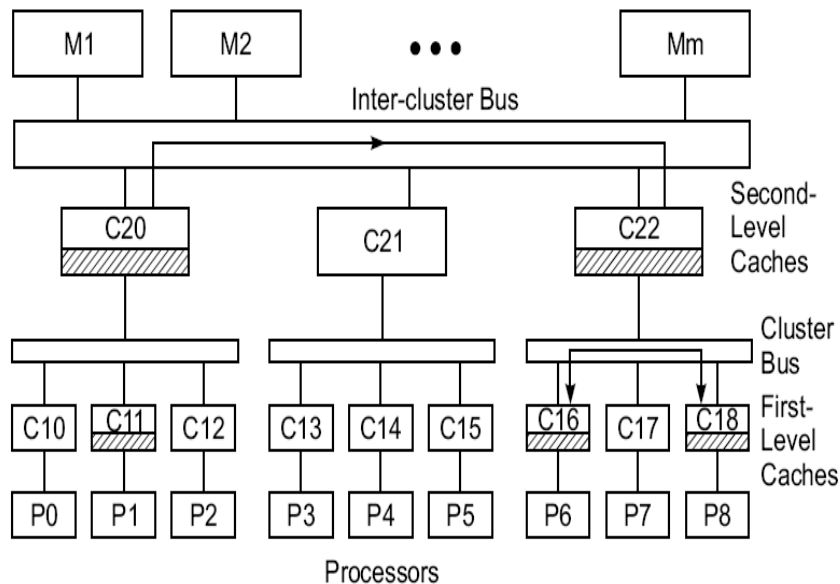 M1 M2 ••• Mm
Inter-cluster Bus
C20 C21 C22
Second-
Level
Caches
Cluster
Bus
C10 C11 C12 C13 C14 C15 C16 C17 C18
First-
Level
Caches
P0 P1 P2 P3 P4 P5 P6 P7 P8
Processors